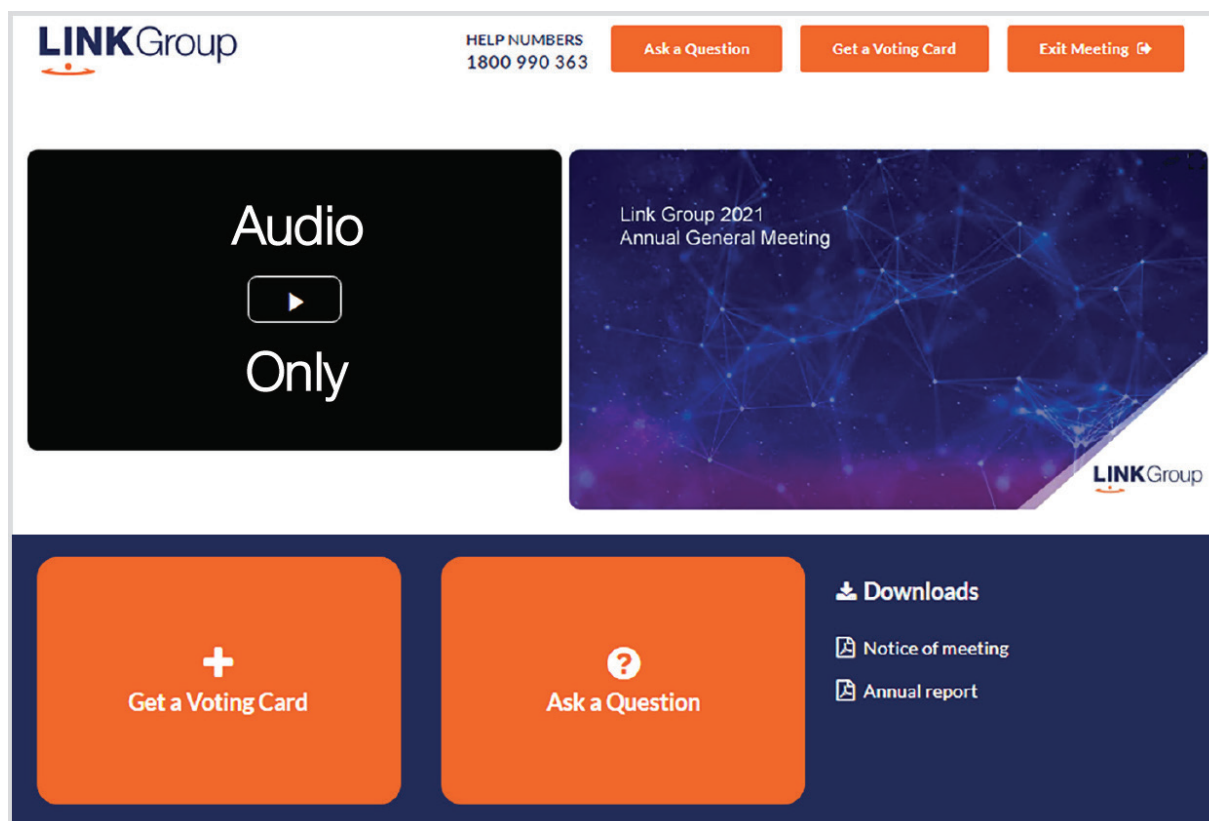 LINKGroup
HELP NUMBERS
1800 990 363
Ask a Question
Get a Voting Card
Exit Meeting
Audio
Only
Link Group 2021
Annual General Meeting
LINKGroup
Get a Voting Card
Ask a Question
Downloads
Notice of meeting
Annual report